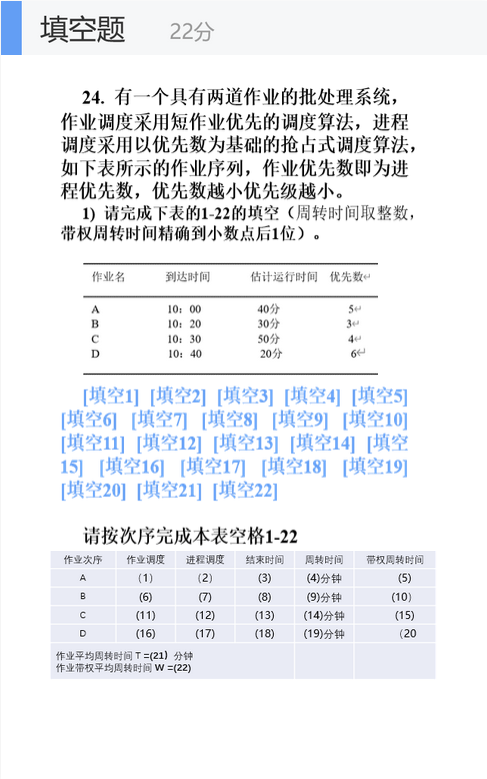 填空题 22分
24. 有一个具有两道作业的批处理系统，
作业调度采用短作业优先的调度算法，进程
调度采用以优先数为基础的抢占式调度算法，
如下表所示的作业序列，作业优先数即为进
程优先数，优先数越小优先级越小。
1) 请完成下表的1-22的填空（周转时间取整数，
带权周转时间精确到小数点后1位）。
作业名 到达时间 估计运行时间 优先数↵
A 10：00 40分 5↵
B 10：20 30分 3↵
C 10：30 50分 4↵
D 10：40 20分 6↵
[填空1] [填空2] [填空3] [填空4] [填空5]
[填空6] [填空7] [填空8] [填空9] [填空10]
[填空11] [填空12] [填空13] [填空14] [填空
15] [填空16] [填空17] [填空18] [填空19]
[填空20] [填空21] [填空22]
请按次序完成本表空格1-22
作业次序 作业调度 进程调度 结束时间 周转时间 带权周转时间
A （1） （2） (3) (4)分钟 (5)
B (6) (7) (8) (9)分钟 (10）
C (11) (12) (13) (14)分钟 (15)
D (16) (17) (18) (19)分钟 （20
作业平均周转时间 T =(21）分钟
作业带权平均周转时间 W =(22)